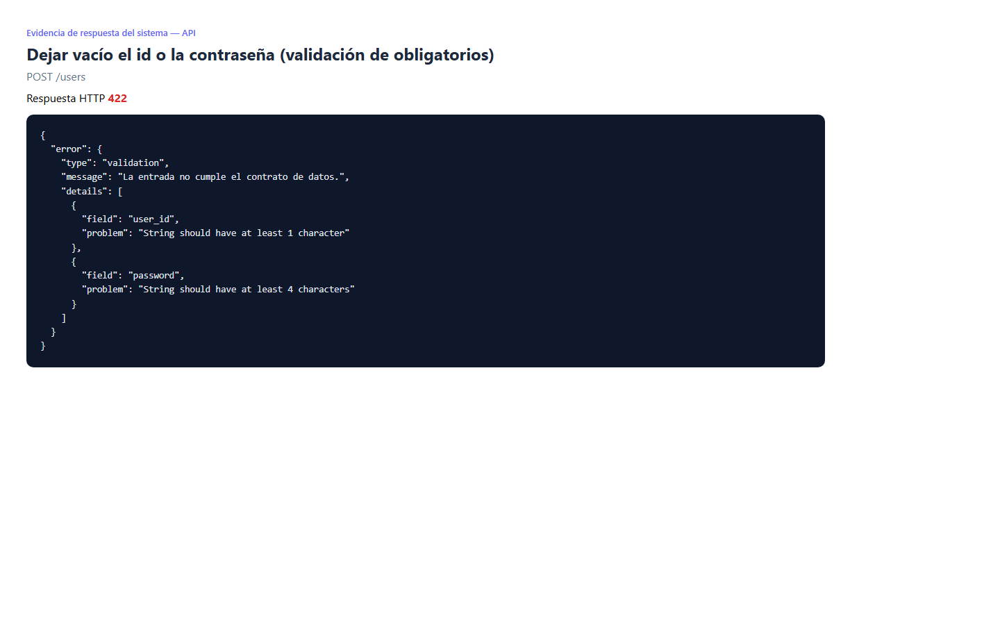 Evidencia de respuesta del sistema — API
Dejar vacío el id o la contraseña (validación de obligatorios)
POST /users
Respuesta HTTP 422
{
  "error": {
    "type": "validation",
    "message": "La entrada no cumple el contrato de datos.",
    "details": [
      {
        "field": "user_id",
        "problem": "String should have at least 1 character"
      },
      {
        "field": "password",
        "problem": "String should have at least 4 characters"
      }
    ]
  }
}